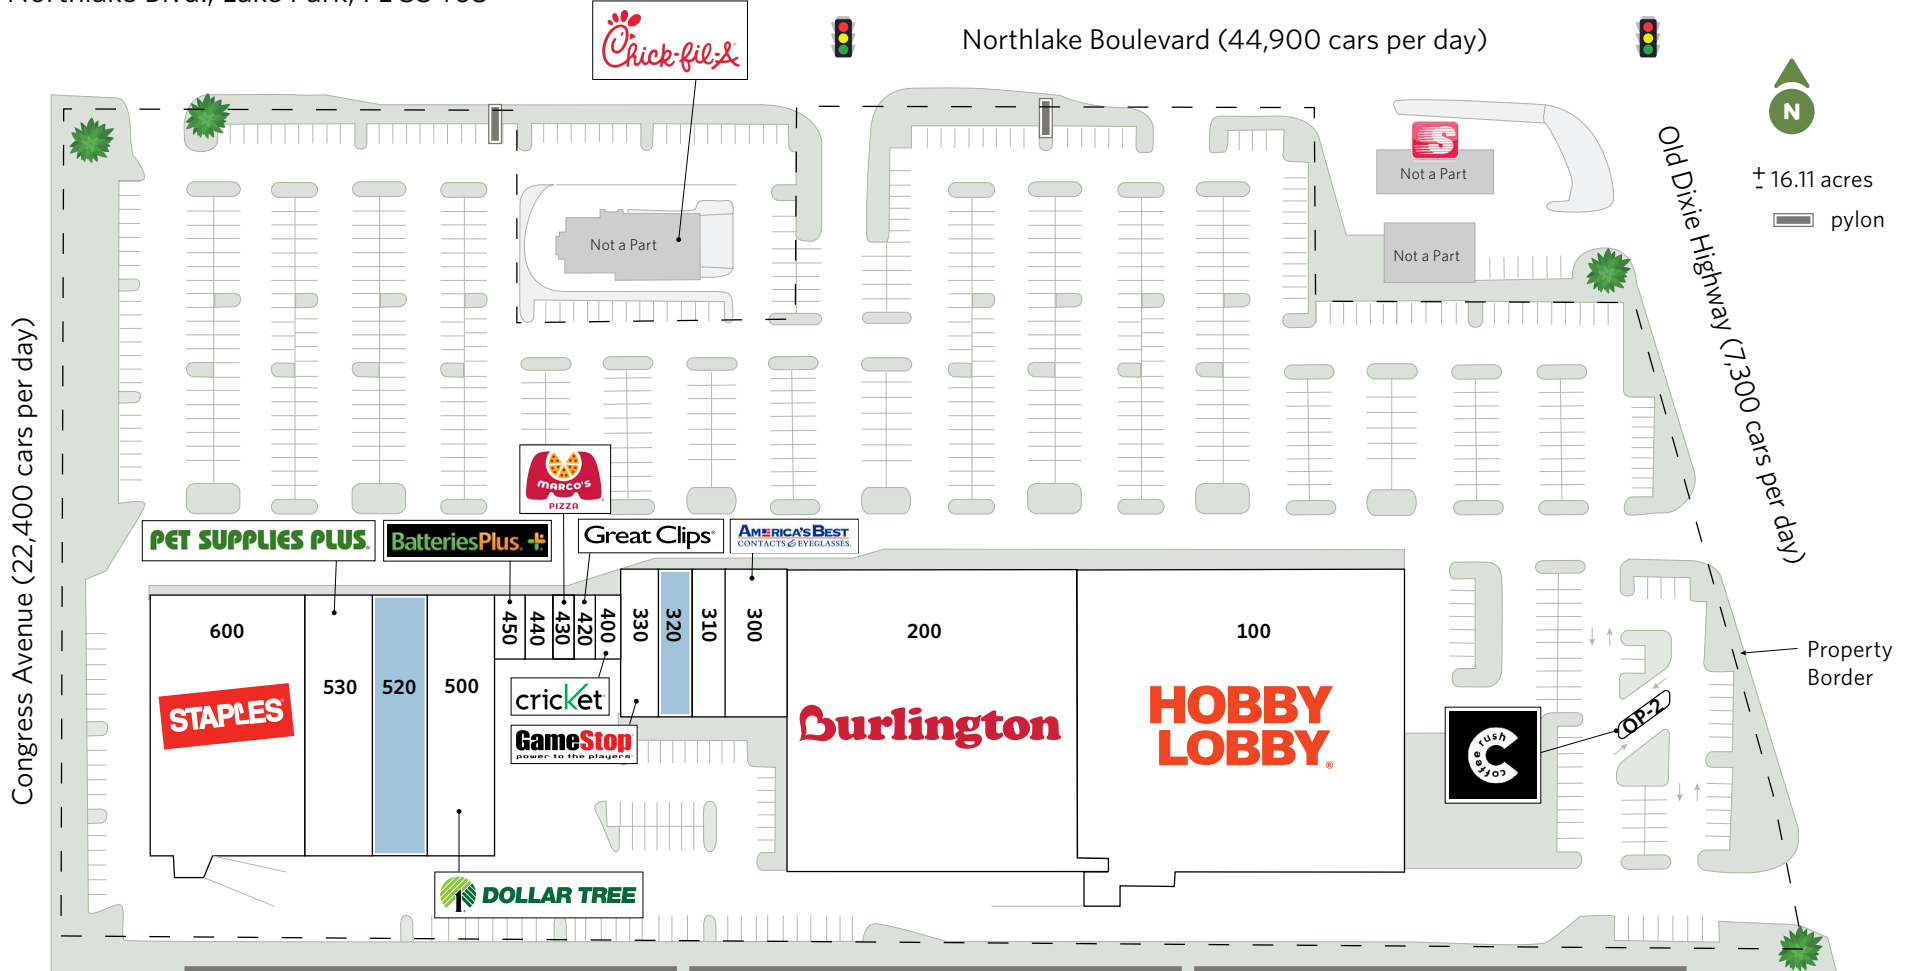 Chick-fil-A
Northlake Boulevard (44,900 cars per day)
N
+
- 16.11 acres
pylon
S
Not a Part
Not a Part
Not a Part
Old Dixie Highway (7,300 cars per day)
Congress Avenue (22,400 cars per day)
MARCO'S
PIZZA
PET SUPPLIES PLUS.
BatteriesPlus.
Great Clips®
AMERICA'S BEST
CONTACTS & EYEGLASSES.
600
530
520
500
450
440
430
420
400
330
320
310
300
200
100
STAPLES
cricket
GameStop
power to the players
Burlington
HOBBY
LOBBY®
DOLLAR TREE
coffee rush
OP-2
Property
Border